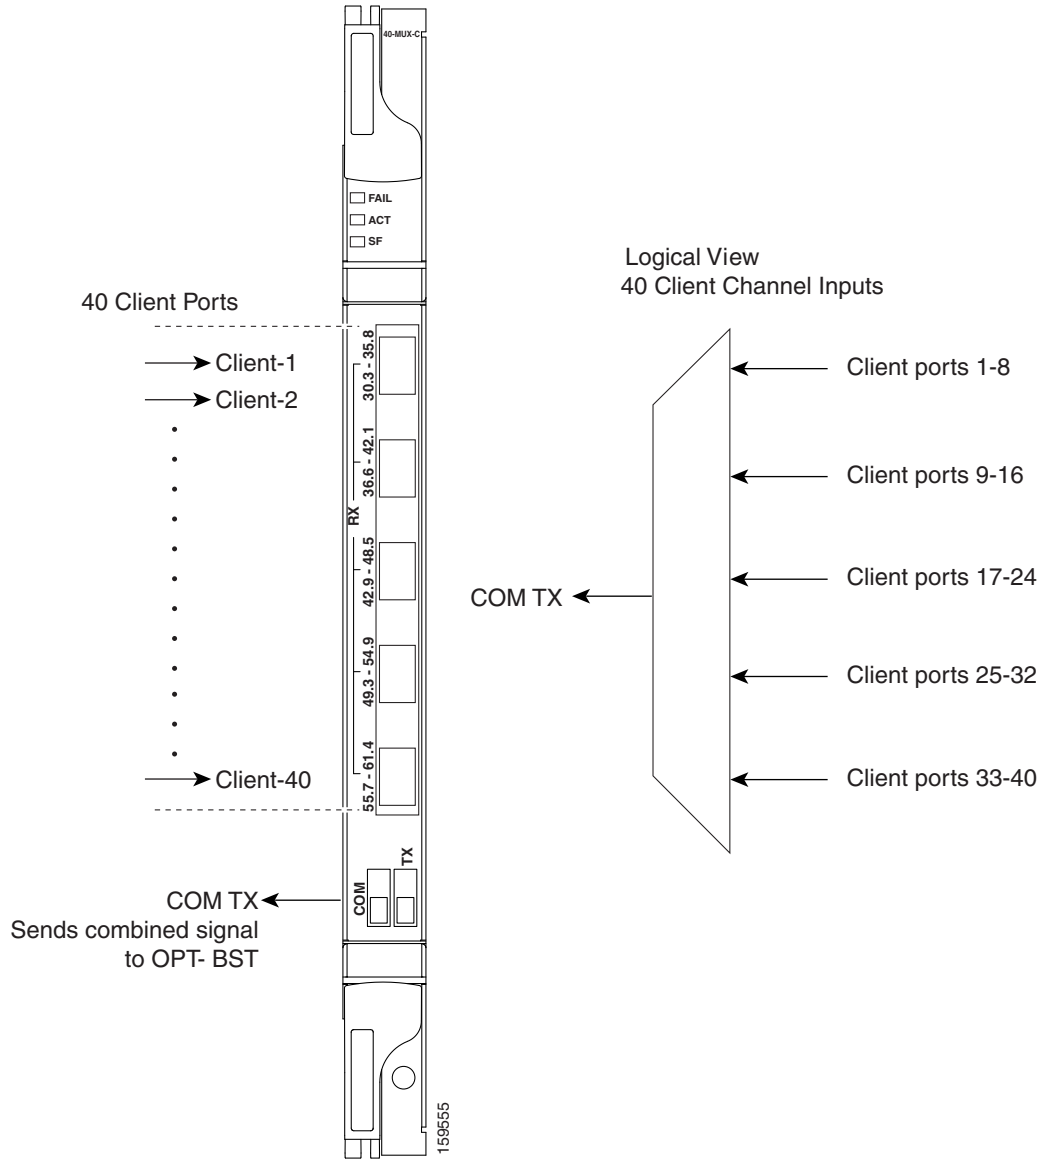 40-MUX-C
FAIL
ACT
SF
40 Client Ports
Client-1
Client-2
Client-40
30.3 - 35.8
36.6 - 42.1
RX
42.9 - 48.5
49.3 - 54.9
55.7 - 61.4
COM
TX
COM TX
Sends combined signal
to OPT- BST
159555
Logical View
40 Client Channel Inputs
Client ports 1-8
Client ports 9-16
Client ports 17-24
COM TX
Client ports 25-32
Client ports 33-40